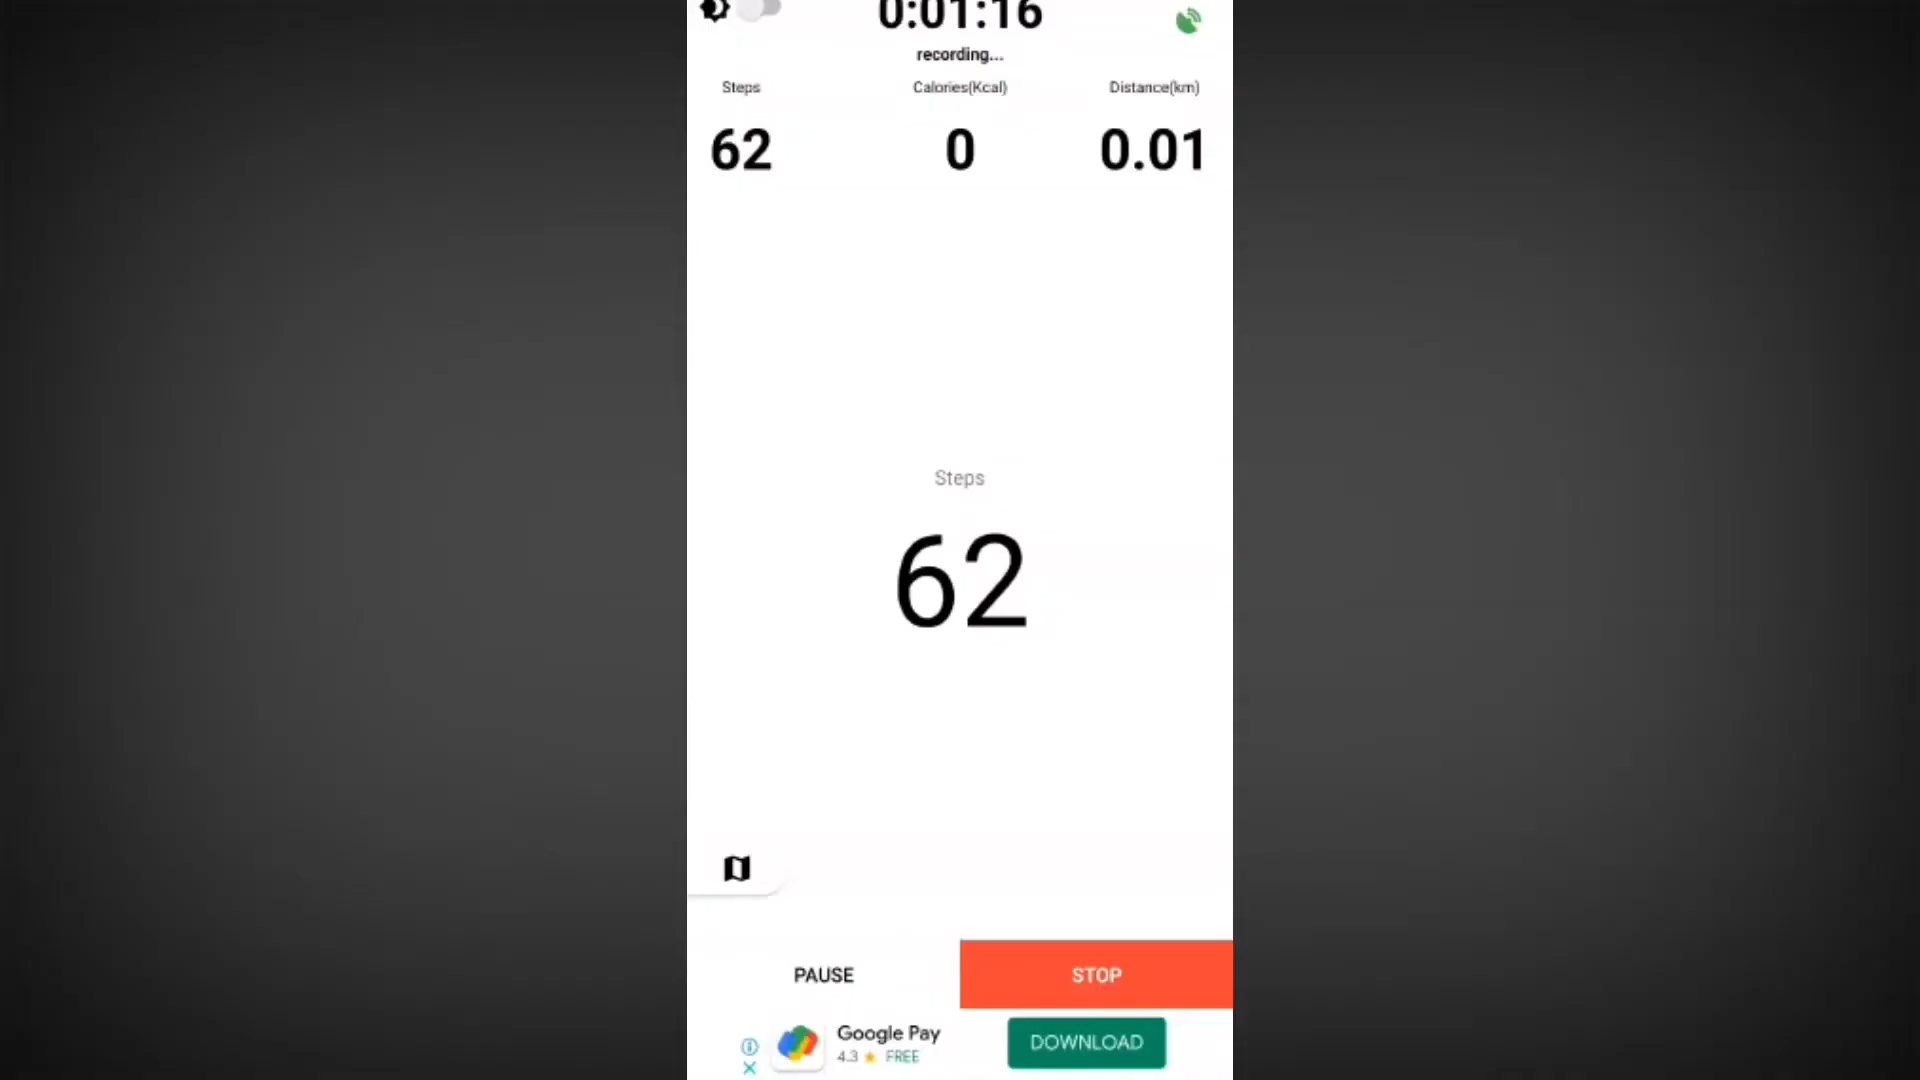 0:01:16
recording...
Steps Calories(Kcal) Distance(km)
62 0 0.01
Steps
62
PAUSE STOP
Google Pay
4.3 FREE
DOWNLOAD